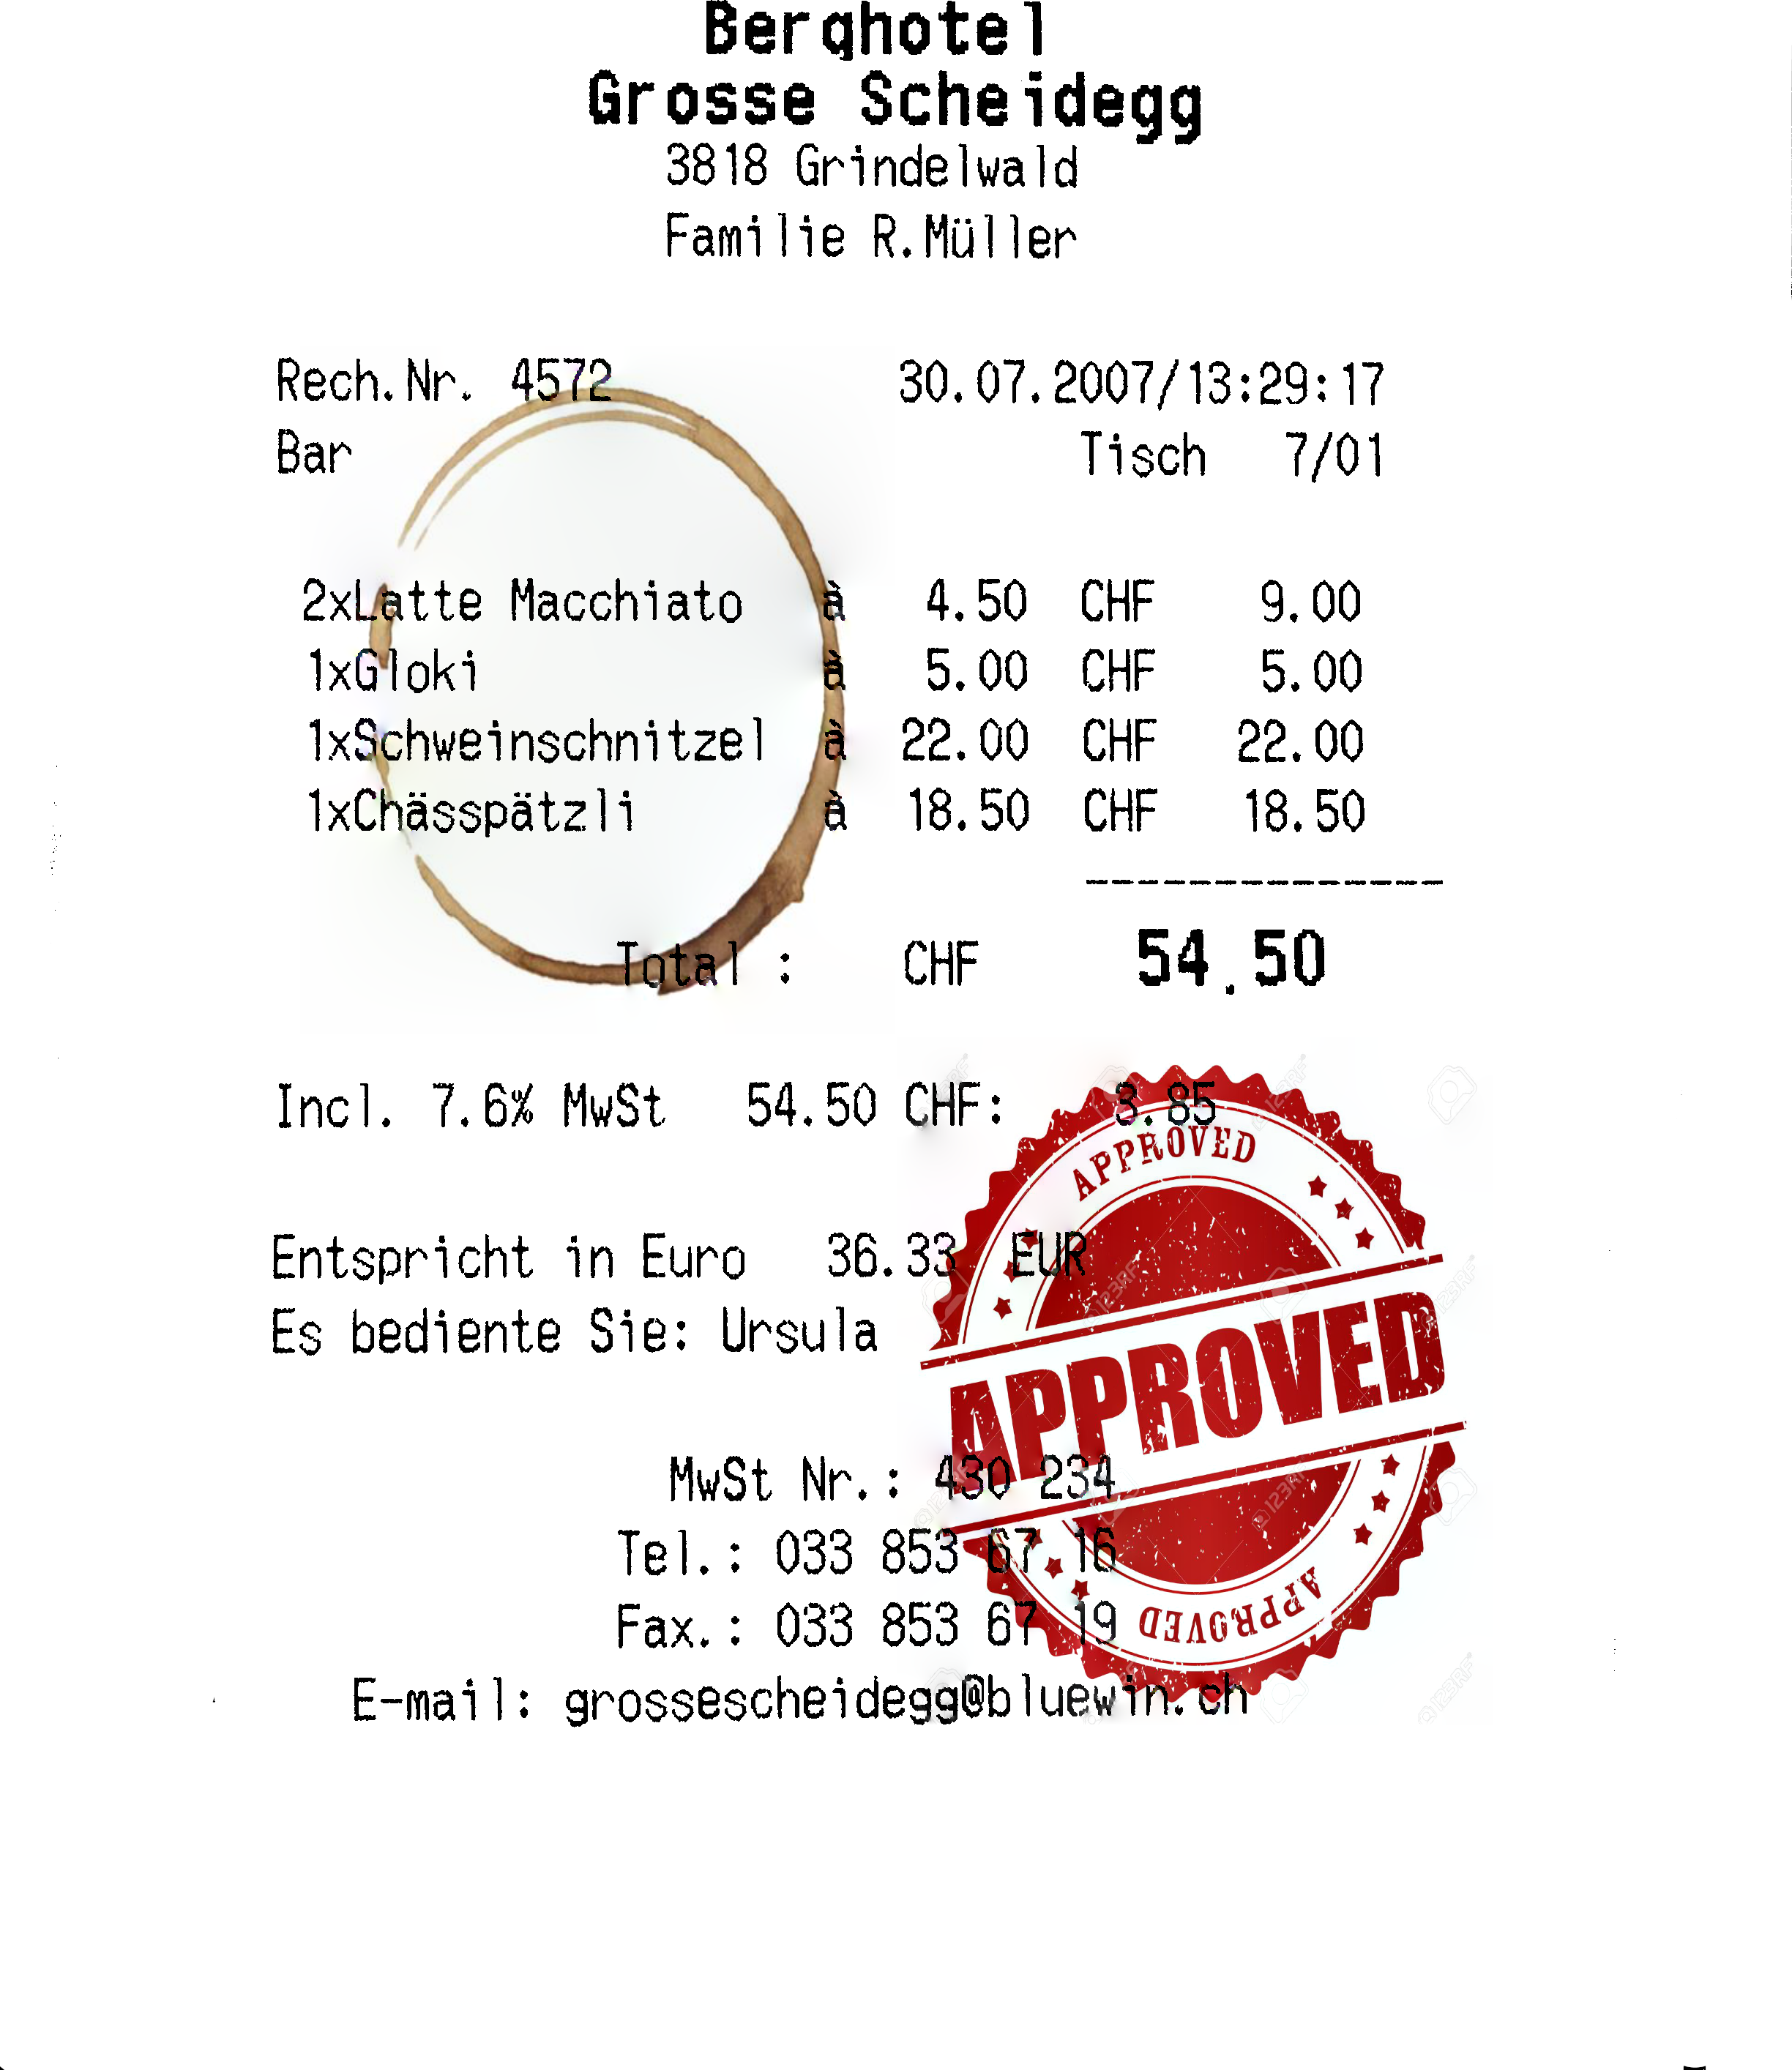 Berghotel
Grosse Scheidegg
3818 Grindelwald
Familie R.Müller
Rech.Nr. 4572 30.07.2007/13:29:17
Bar Tisch 7/01
2xLatte Macchiato à 4.50 CHF 9.00
1xGloki à 5.00 CHF 5.00
1xSchweinschnitzel à 22.00 CHF 22.00
1xChässpätzli à 18.50 CHF 18.50
Total : CHF 54.50
Incl. 7.6% MwSt 54.50 CHF: 3.85
APPROVED
Entspricht in Euro 36.33 EUR
Es bediente Sie: Ursula
APPROVED
MwSt Nr.: 430 234
Tel.: 033 853 67 16
Fax.: 033 853 67 19
APPROVED
E-mail: grossescheidegg@bluewin.ch
123RF